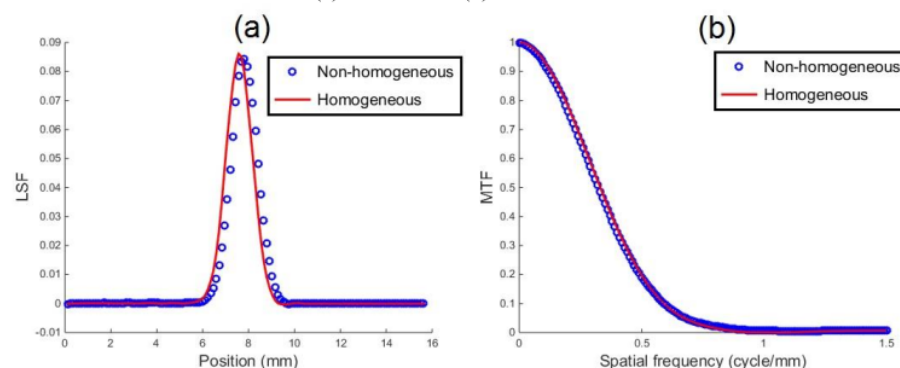 (a)
0.09
0.08
0.07
0.06
0.05
0.04
0.03
0.02
0.01
0
-0.01
LSF
Non-homogeneous
Homogeneous
0 2 4 6 8 10 12 14 16
Position (mm)
(b)
1
0.9
0.8
0.7
0.6
0.5
0.4
0.3
0.2
0.1
0
MTF
Non-homogeneous
Homogeneous
0 0.5 1 1.5
Spatial frequency (cycle/mm)